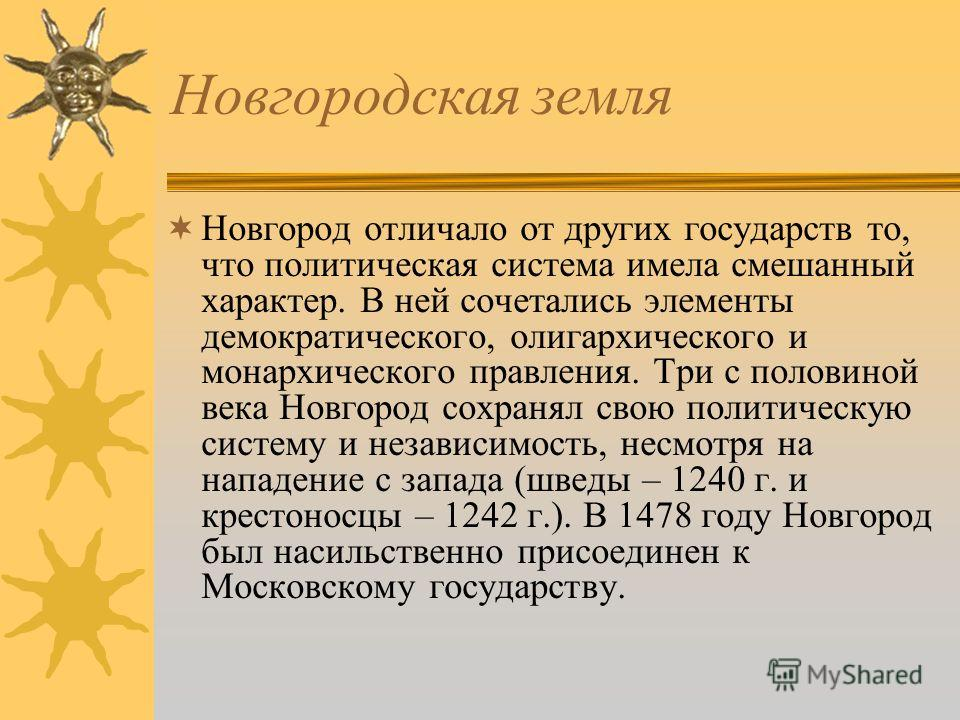 Новгородская земля
Новгород отличало от других государств то,
что политическая система имела смешанный
характер. В ней сочетались элементы
демократического, олигархического и
монархического правления. Три с половиной
века Новгород сохранял свою политическую
систему и независимость, несмотря на
нападение с запада (шведы – 1240 г. и
крестоносцы – 1242 г.). В 1478 году Новгород
был насильственно присоединен к
Московскому государству.
MyShared